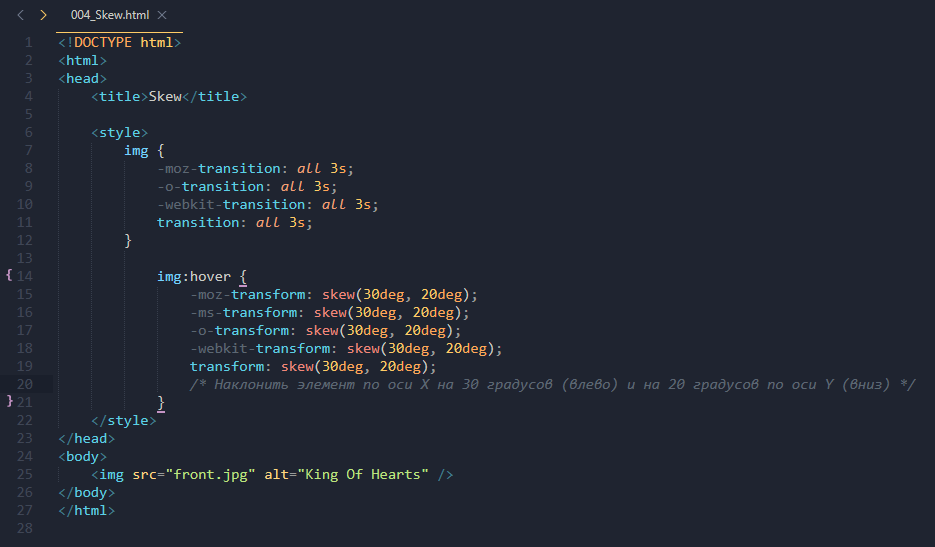 004_Skew.html
1 <!DOCTYPE html>
2 <html>
3 <head>
4     <title>Skew</title>
5
6     <style>
7         img {
8             -moz-transition: all 3s;
9             -o-transition: all 3s;
10             -webkit-transition: all 3s;
11             transition: all 3s;
12         }
13
{ 14             img:hover {
15                 -moz-transform: skew(30deg, 20deg);
16                 -ms-transform: skew(30deg, 20deg);
17                 -o-transform: skew(30deg, 20deg);
18                 -webkit-transform: skew(30deg, 20deg);
19                 transform: skew(30deg, 20deg);
20                 /* Наклонить элемент по оси X на 30 градусов (влево) и на 20 градусов по оси Y (вниз) */
} 21             }
22     </style>
23 </head>
24 <body>
25     <img src="front.jpg" alt="King Of Hearts" />
26 </body>
27 </html>
28